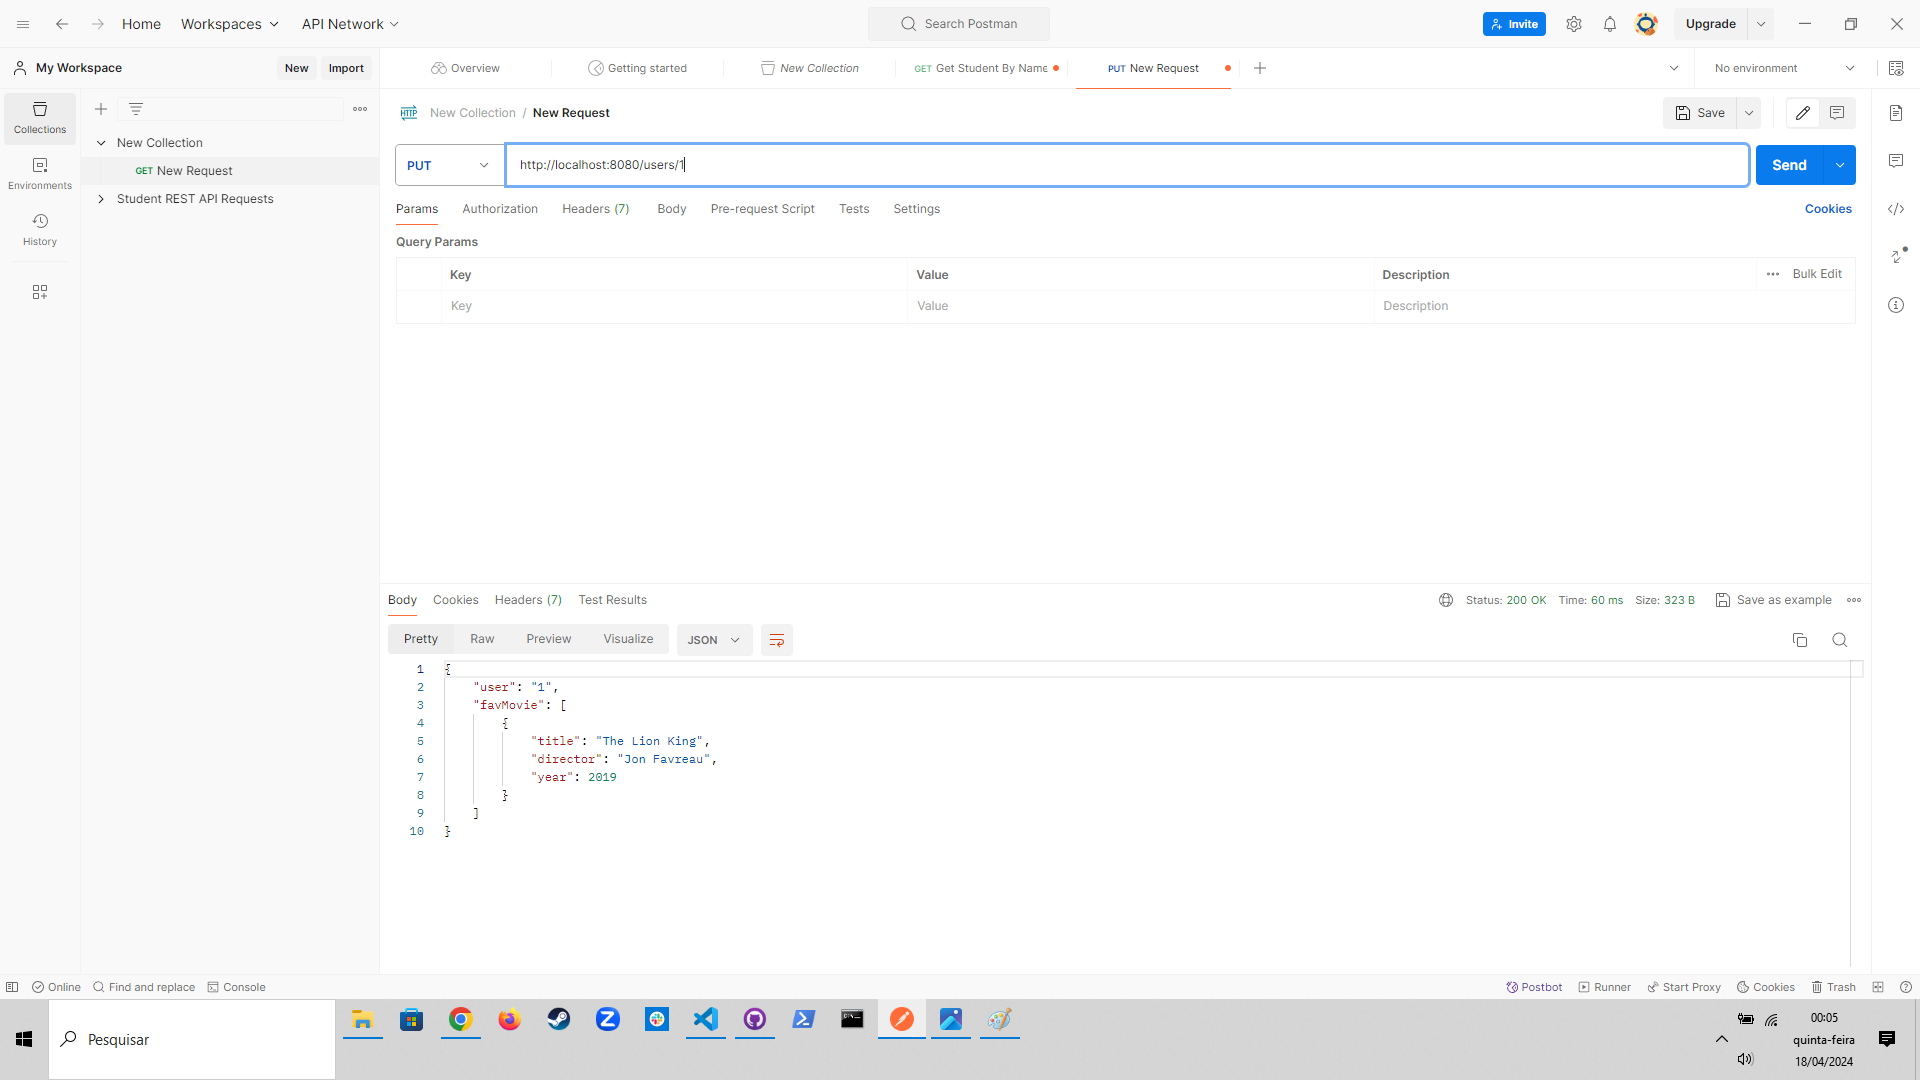 Home Workspaces API Network Search Postman Invite Upgrade
My Workspace New Import Overview Getting started New Collection GET Get Student By Name PUT New Request No environment
Collections
Environments
History
New Collection
GET New Request
Student REST API Requests
HTTP New Collection / New Request Save
PUT http://localhost:8080/users/1 Send
Params Authorization Headers (7) Body Pre-request Script Tests Settings Cookies
Query Params
Key Value Description Bulk Edit
Key Value Description
Body Cookies Headers (7) Test Results Status: 200 OK Time: 60 ms Size: 323 B Save as example
Pretty Raw Preview Visualize JSON
1 {
2 "user": "1",
3 "favMovie": [
4 {
5 "title": "The Lion King",
6 "director": "Jon Favreau",
7 "year": 2019
8 }
9 ]
10 }
Online Find and replace Console Postbot Runner Start Proxy Cookies Trash
Pesquisar
00:05
quinta-feira
18/04/2024